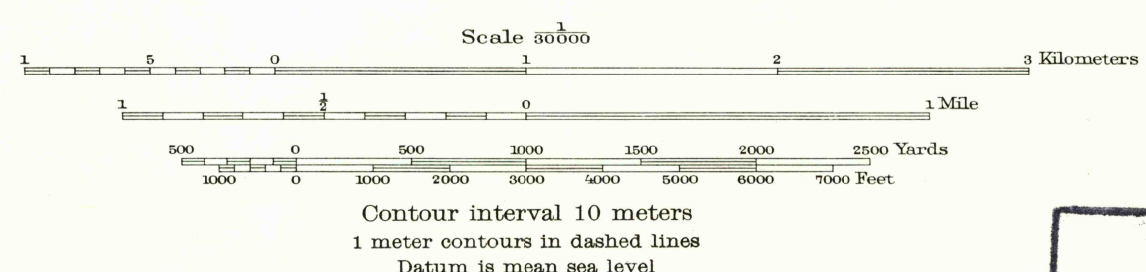 Scale 1/30000
1 5 0 1 2 3 Kilometers
1 1/2 0 1 Mile
500 0 500 1000 1500 2000 2500 Yards
1000 0 1000 2000 3000 4000 5000 6000 7000 Feet
Contour interval 10 meters
1 meter contours in dashed lines
Datum is mean sea level